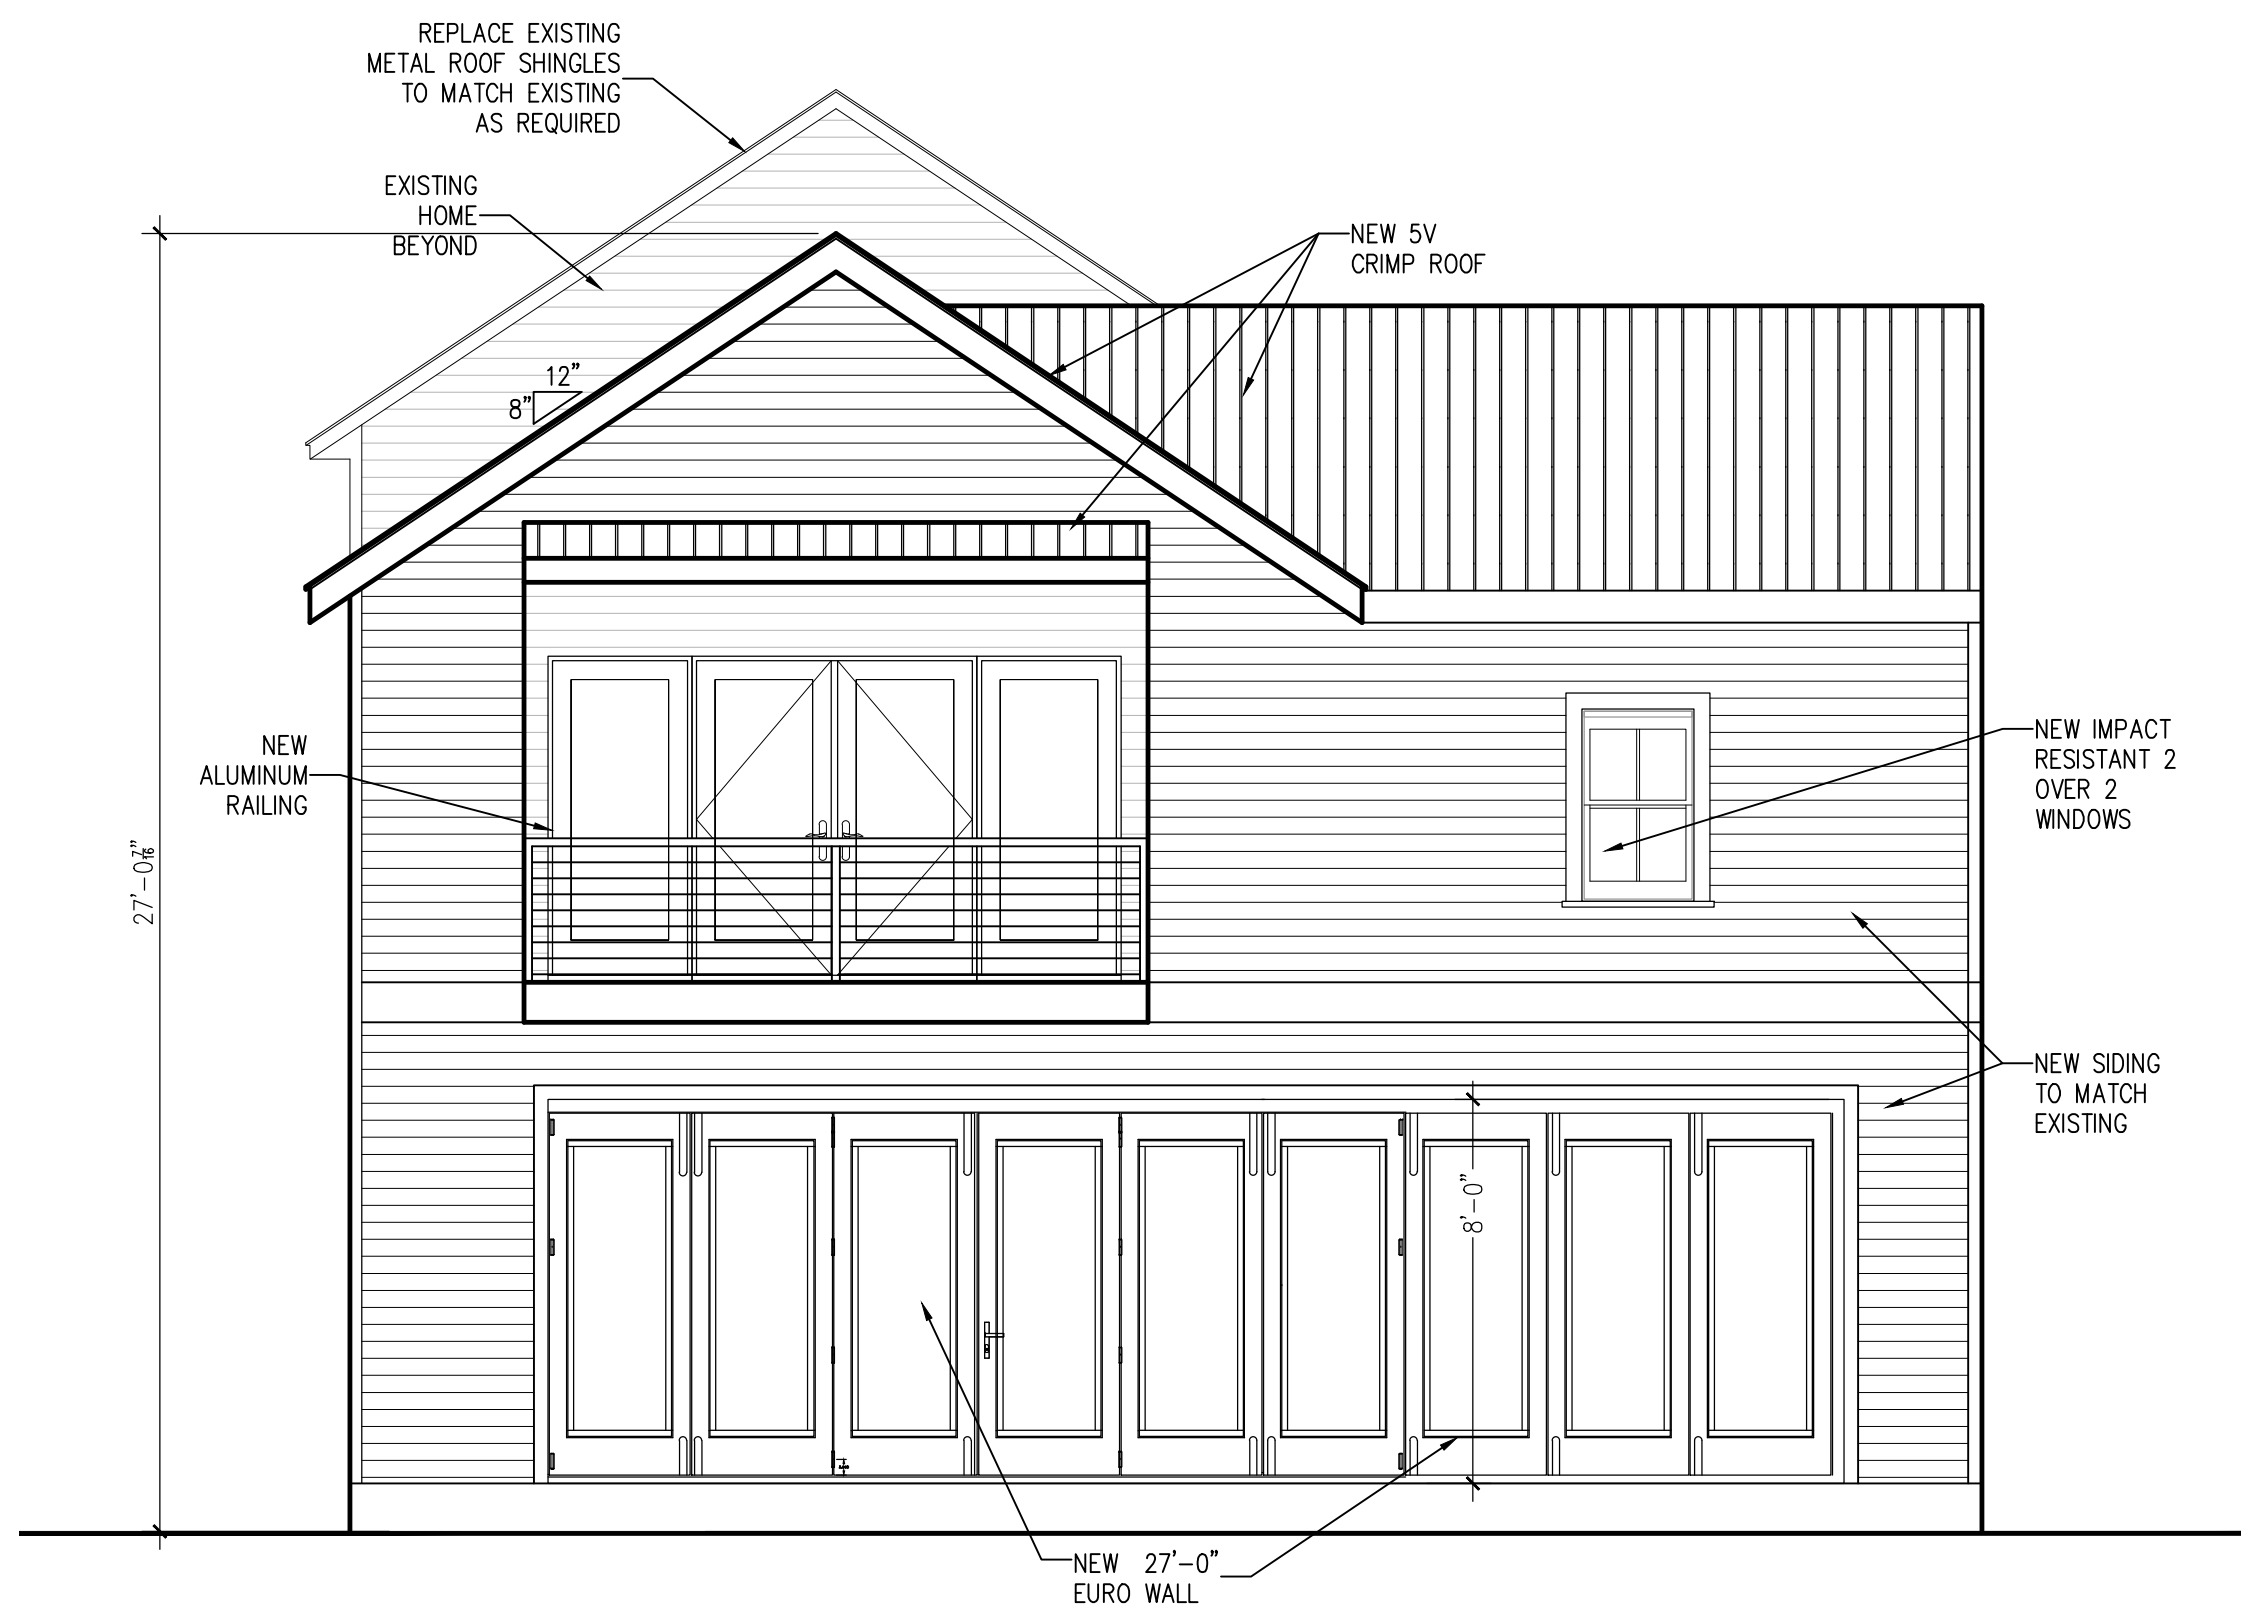 REPLACE EXISTING
METAL ROOF SHINGLES
TO MATCH EXISTING
AS REQUIRED
EXISTING
HOME
BEYOND
NEW 5V
CRIMP ROOF
12"
8"
NEW
ALUMINUM
RAILING
NEW IMPACT
RESISTANT 2
OVER 2
WINDOWS
27'-0 7/16"
NEW SIDING
TO MATCH
EXISTING
8'-0"
NEW 27'-0"
EURO WALL